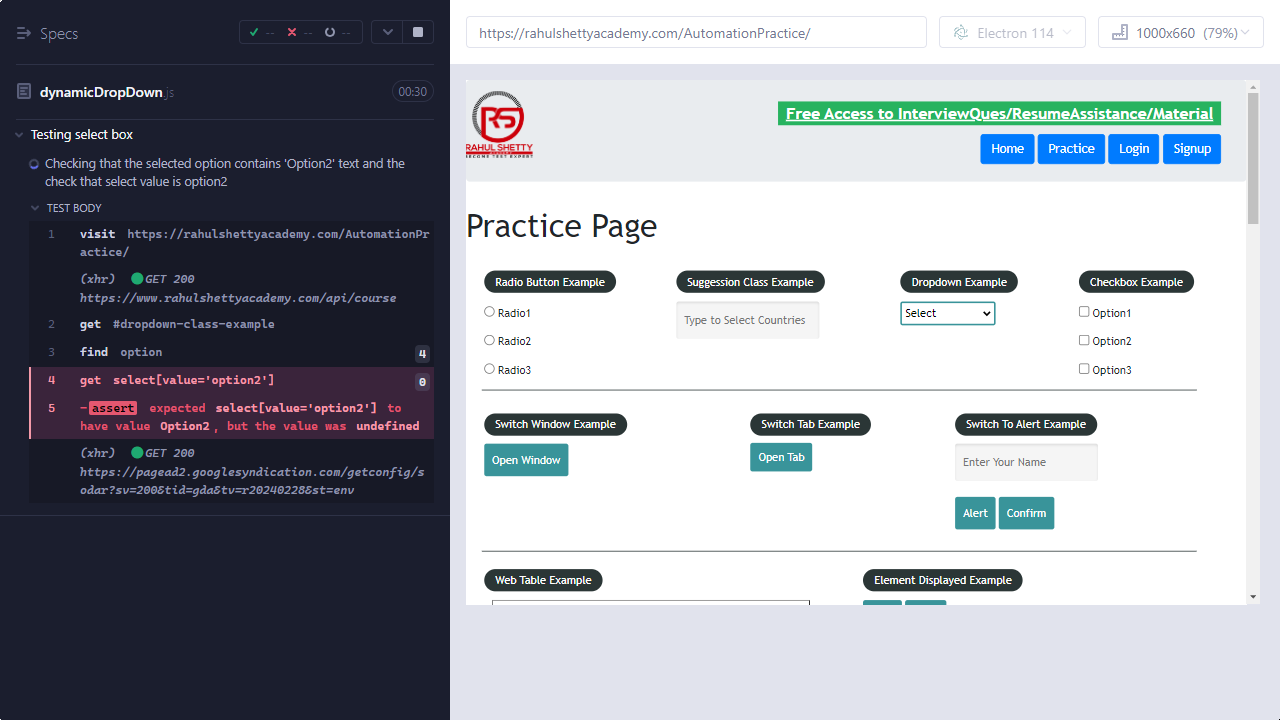 Specs
-- -- --
dynamicDropDown.js
00:30
Testing select box
Checking that the selected option contains 'Option2' text and the
check that select value is option2
TEST BODY
1 visit https://rahulshettyacademy.com/AutomationPr
actice/
(xhr) GET 200
https://www.rahulshettyacademy.com/api/course
2 get #dropdown-class-example
3 find option 4
4 get select[value='option2'] 0
5 -assert expected select[value='option2'] to
have value Option2, but the value was undefined
(xhr) GET 200
https://pagead2.googlesyndication.com/getconfig/s
odar?sv=200&tid=gda&tv=r20240228&st=env
https://rahulshettyacademy.com/AutomationPractice/
Electron 114
1000x660 (79%)
RS
RAHUL SHETTY
Free Access to InterviewQues/ResumeAssistance/Material
Home Practice Login Signup
Practice Page
Radio Button Example Suggession Class Example Dropdown Example Checkbox Example
Radio1 Type to Select Countries Select Option1
Radio2 Option2
Radio3 Option3
Switch Window Example Switch Tab Example Switch To Alert Example
Open Window Open Tab Enter Your Name
Alert Confirm
Web Table Example Element Displayed Example